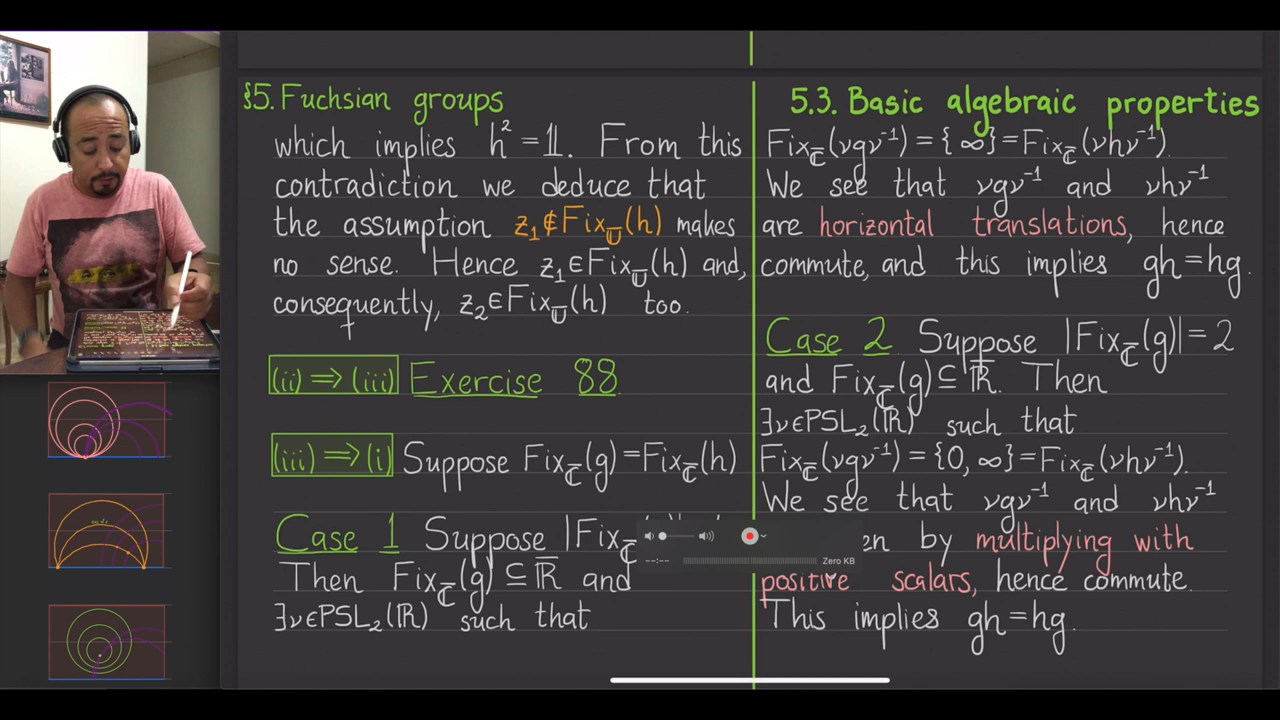 §5. Fuchsian groups
which implies h² = 𝟙. From this
contradiction we deduce that
the assumption z₁∉Fix_U̅(h) makes
no sense. Hence z₁∈Fix_U̅(h) and,
consequently, z₂∈Fix_U̅(h) too.
(ii) ⟹ (iii) Exercise 88
(iii) ⟹ (i) Suppose Fix_C̅(g) = Fix_C̅(h)
Case 1 Suppose |Fix_C̅
Then Fix_C̅(g) ⊆ ℝ̅ and
∃ν∈PSL₂(ℝ) such that
5.3. Basic algebraic properties
Fix_C̅(νgν⁻¹) = {∞} = Fix_C̅(νhν⁻¹).
We see that νgν⁻¹ and νhν⁻¹
are horizontal translations, hence
commute, and this implies gh = hg.
Case 2 Suppose |Fix_C̅(g)| = 2
and Fix_C̅(g) ⊆ ℝ̅. Then
∃ν∈PSL₂(ℝ) such that
Fix_C̅(νgν⁻¹) = {0, ∞} = Fix_C̅(νhν⁻¹).
We see that νgν⁻¹ and νhν⁻¹
en by multiplying with
positive scalars, hence commute.
This implies gh = hg.
--:-- Zero KB